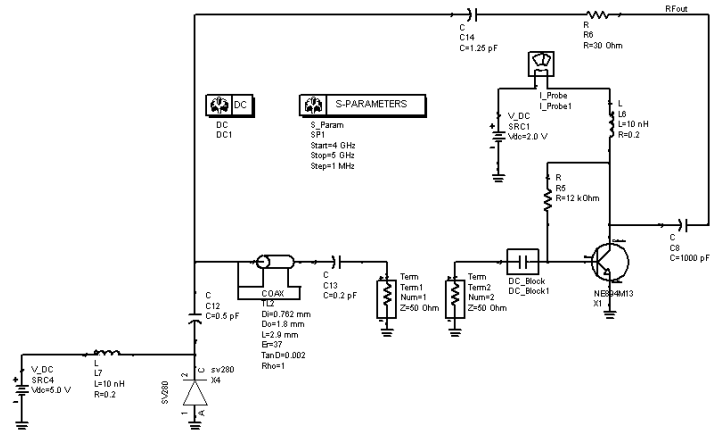 RFout
C
C14
C=1.25 pF
R
R6
R=30 Ohm
DC
DC
DC1
S-PARAMETERS
S_Param
SP1
Start=4 GHz
Stop=5 GHz
Step=1 MHz
I_Probe
I_Probe1
V_DC
SRC1
Vdc=2.0 V
L
L6
L=10 nH
R=0.2
R
R5
R=12 kOhm
C
C8
C=1000 pF
C
C12
C=0.5 pF
COAX
TL2
Di=0.762 mm
Do=1.8 mm
L=2.9 mm
Er=37
TanD=0.002
Rho=1
C
C13
C=0.2 pF
Term
Term1
Num=1
Z=50 Ohm
Term
Term2
Num=2
Z=50 Ohm
DC_Block
DC_Block1
NE894M13
X1
V_DC
SRC4
Vdc=5.0 V
L
L7
L=10 nH
R=0.2
SV280
2
C
1
A
sv280
X4